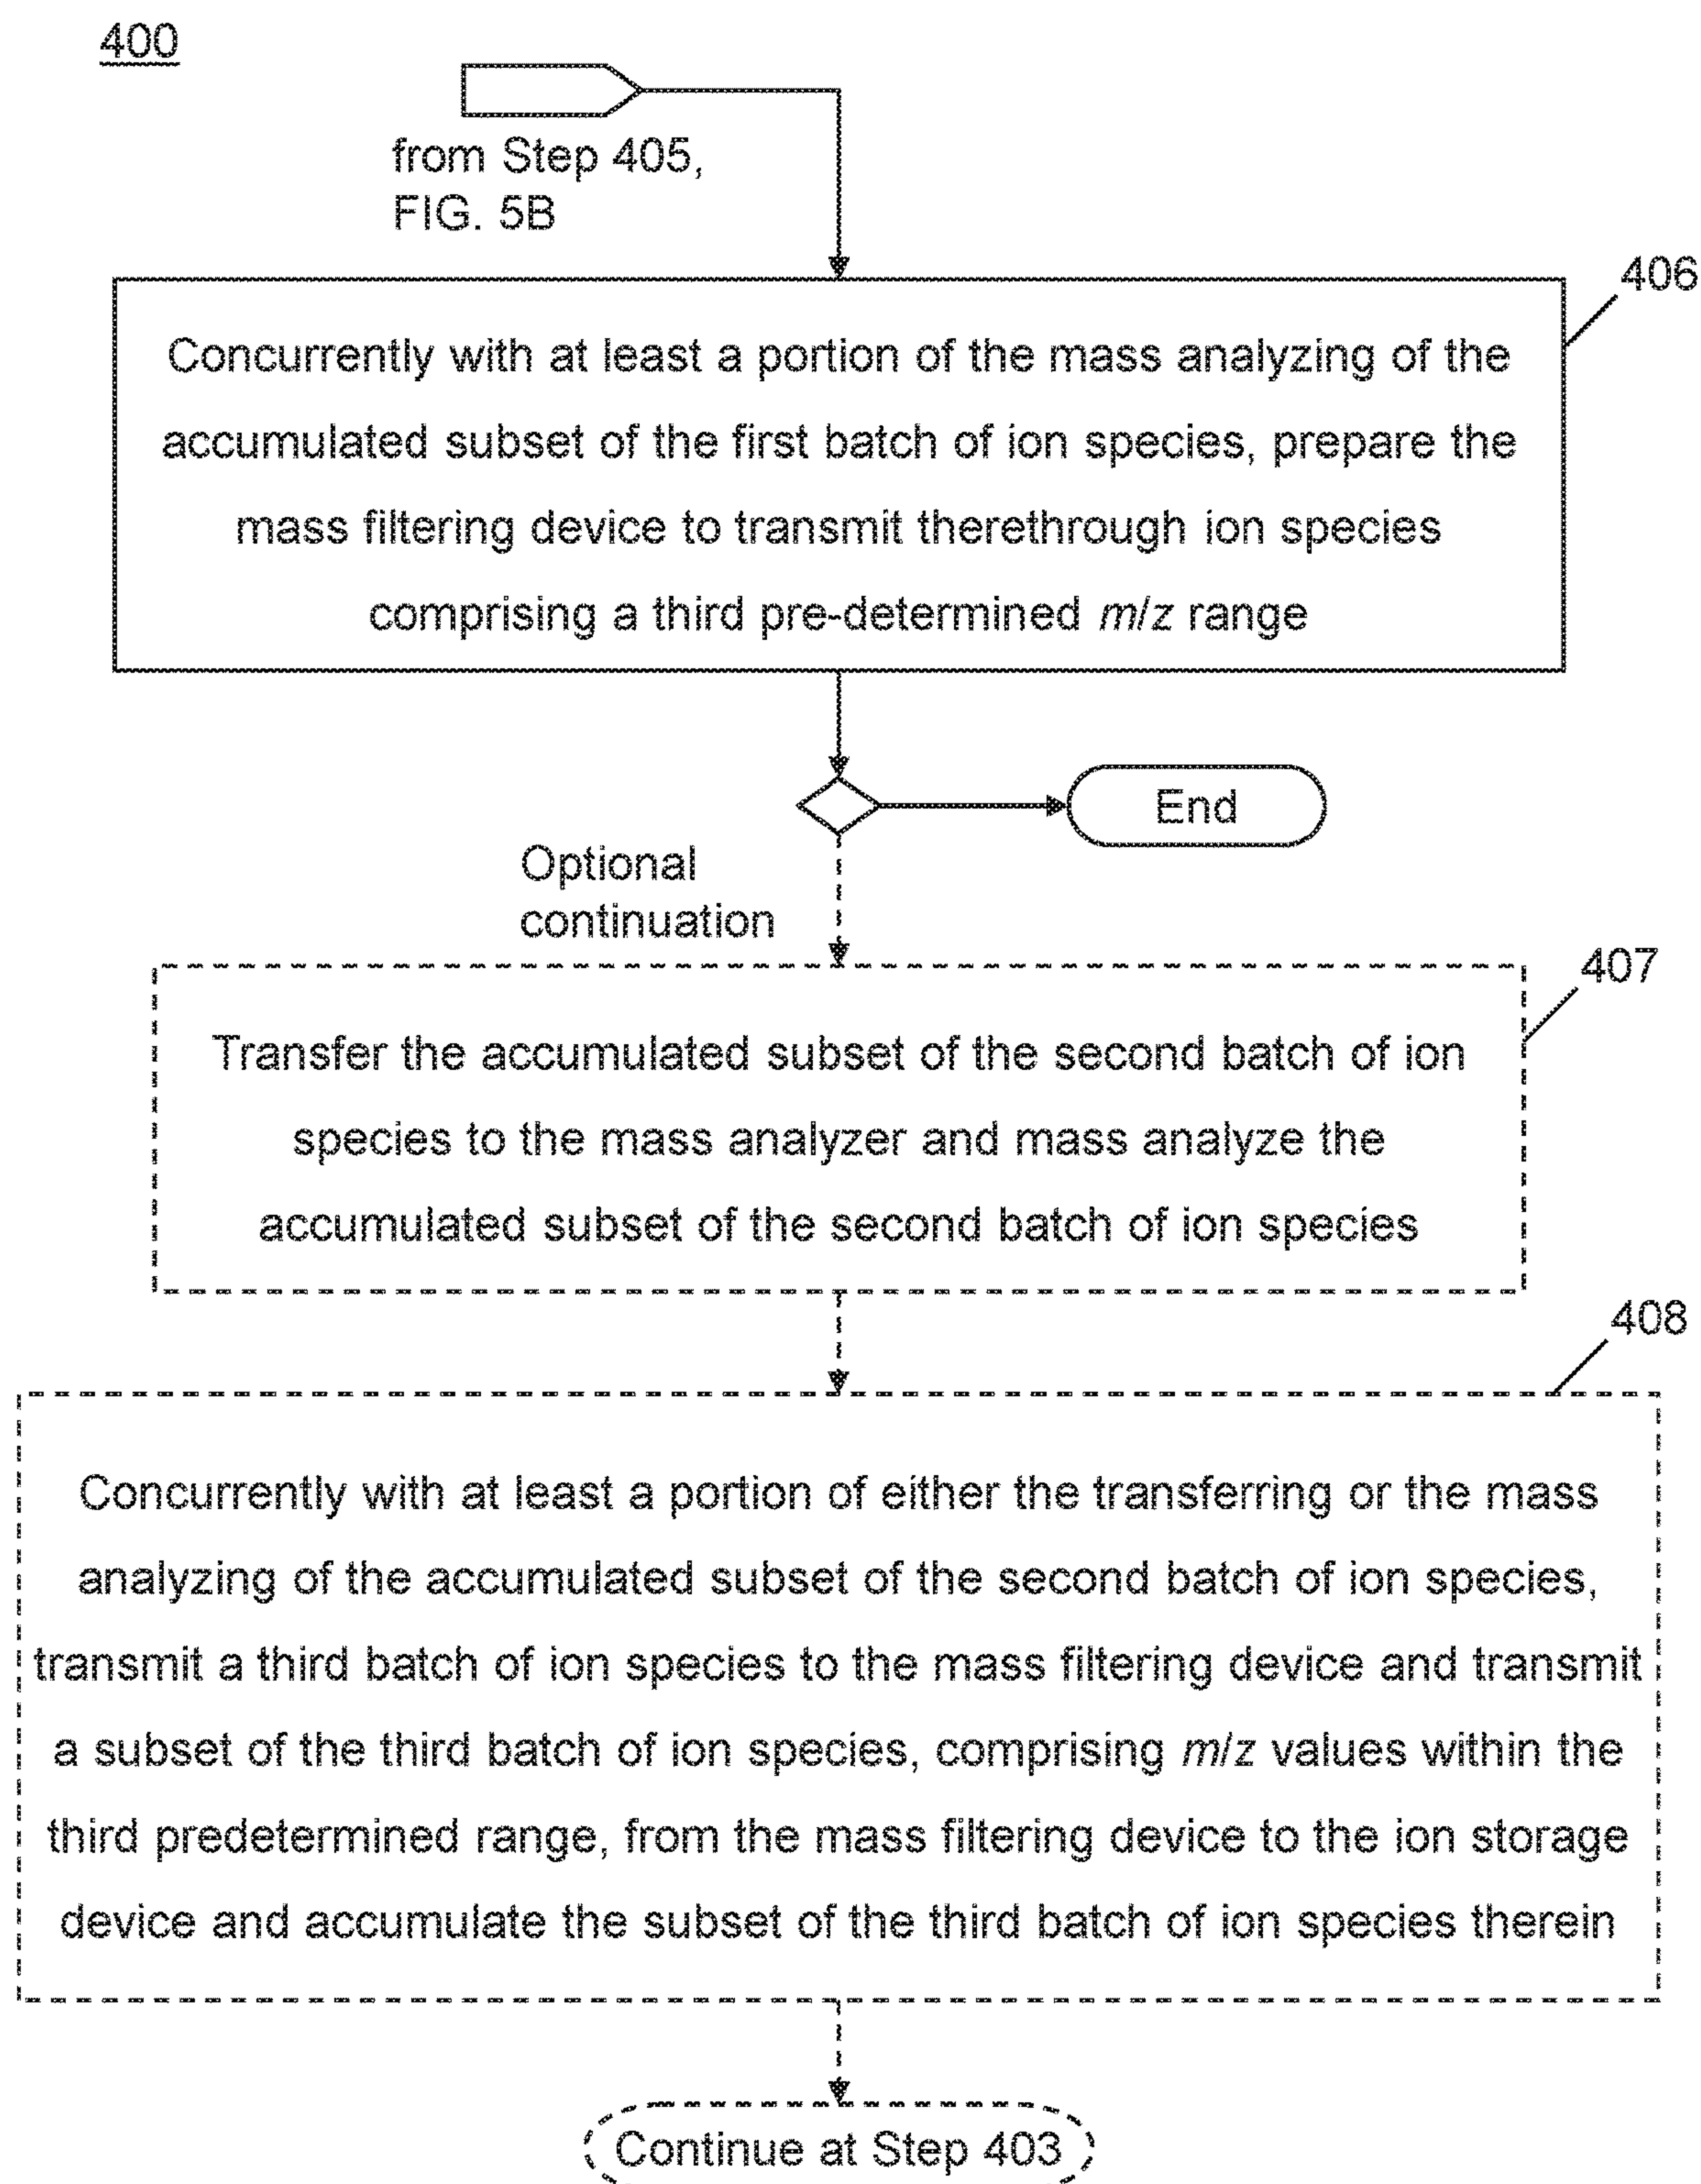 400
from Step 405,
FIG. 5B
406
Concurrently with at least a portion of the mass analyzing of the
accumulated subset of the first batch of ion species, prepare the
mass filtering device to transmit therethrough ion species
comprising a third pre-determined m/z range
End
Optional
continuation
407
Transfer the accumulated subset of the second batch of ion
species to the mass analyzer and mass analyze the
accumulated subset of the second batch of ion species
408
Concurrently with at least a portion of either the transferring or the mass
analyzing of the accumulated subset of the second batch of ion species,
transmit a third batch of ion species to the mass filtering device and transmit
a subset of the third batch of ion species, comprising m/z values within the
third predetermined range, from the mass filtering device to the ion storage
device and accumulate the subset of the third batch of ion species therein
Continue at Step 403